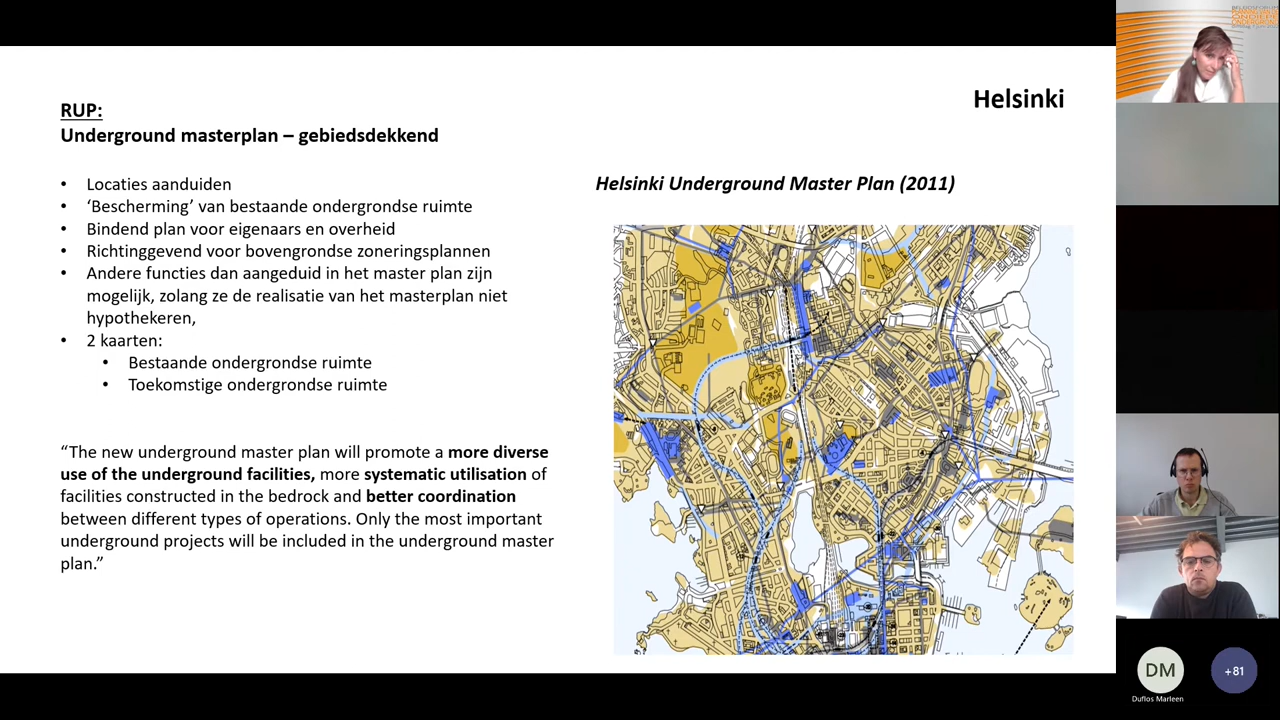 Helsinki
RUP:
Underground masterplan – gebiedsdekkend
• Locaties aanduiden
• ‘Bescherming’ van bestaande ondergrondse ruimte
• Bindend plan voor eigenaars en overheid
• Richtinggevend voor bovengrondse zoneringsplannen
• Andere functies dan aangeduid in het master plan zijn
mogelijk, zolang ze de realisatie van het masterplan niet
hypothekeren,
• 2 kaarten:
• Bestaande ondergrondse ruimte
• Toekomstige ondergrondse ruimte
“The new underground master plan will promote a more diverse
use of the underground facilities, more systematic utilisation of
facilities constructed in the bedrock and better coordination
between different types of operations. Only the most important
underground projects will be included in the underground master
plan.”
Helsinki Underground Master Plan (2011)
DM
Duflos Marleen
+81